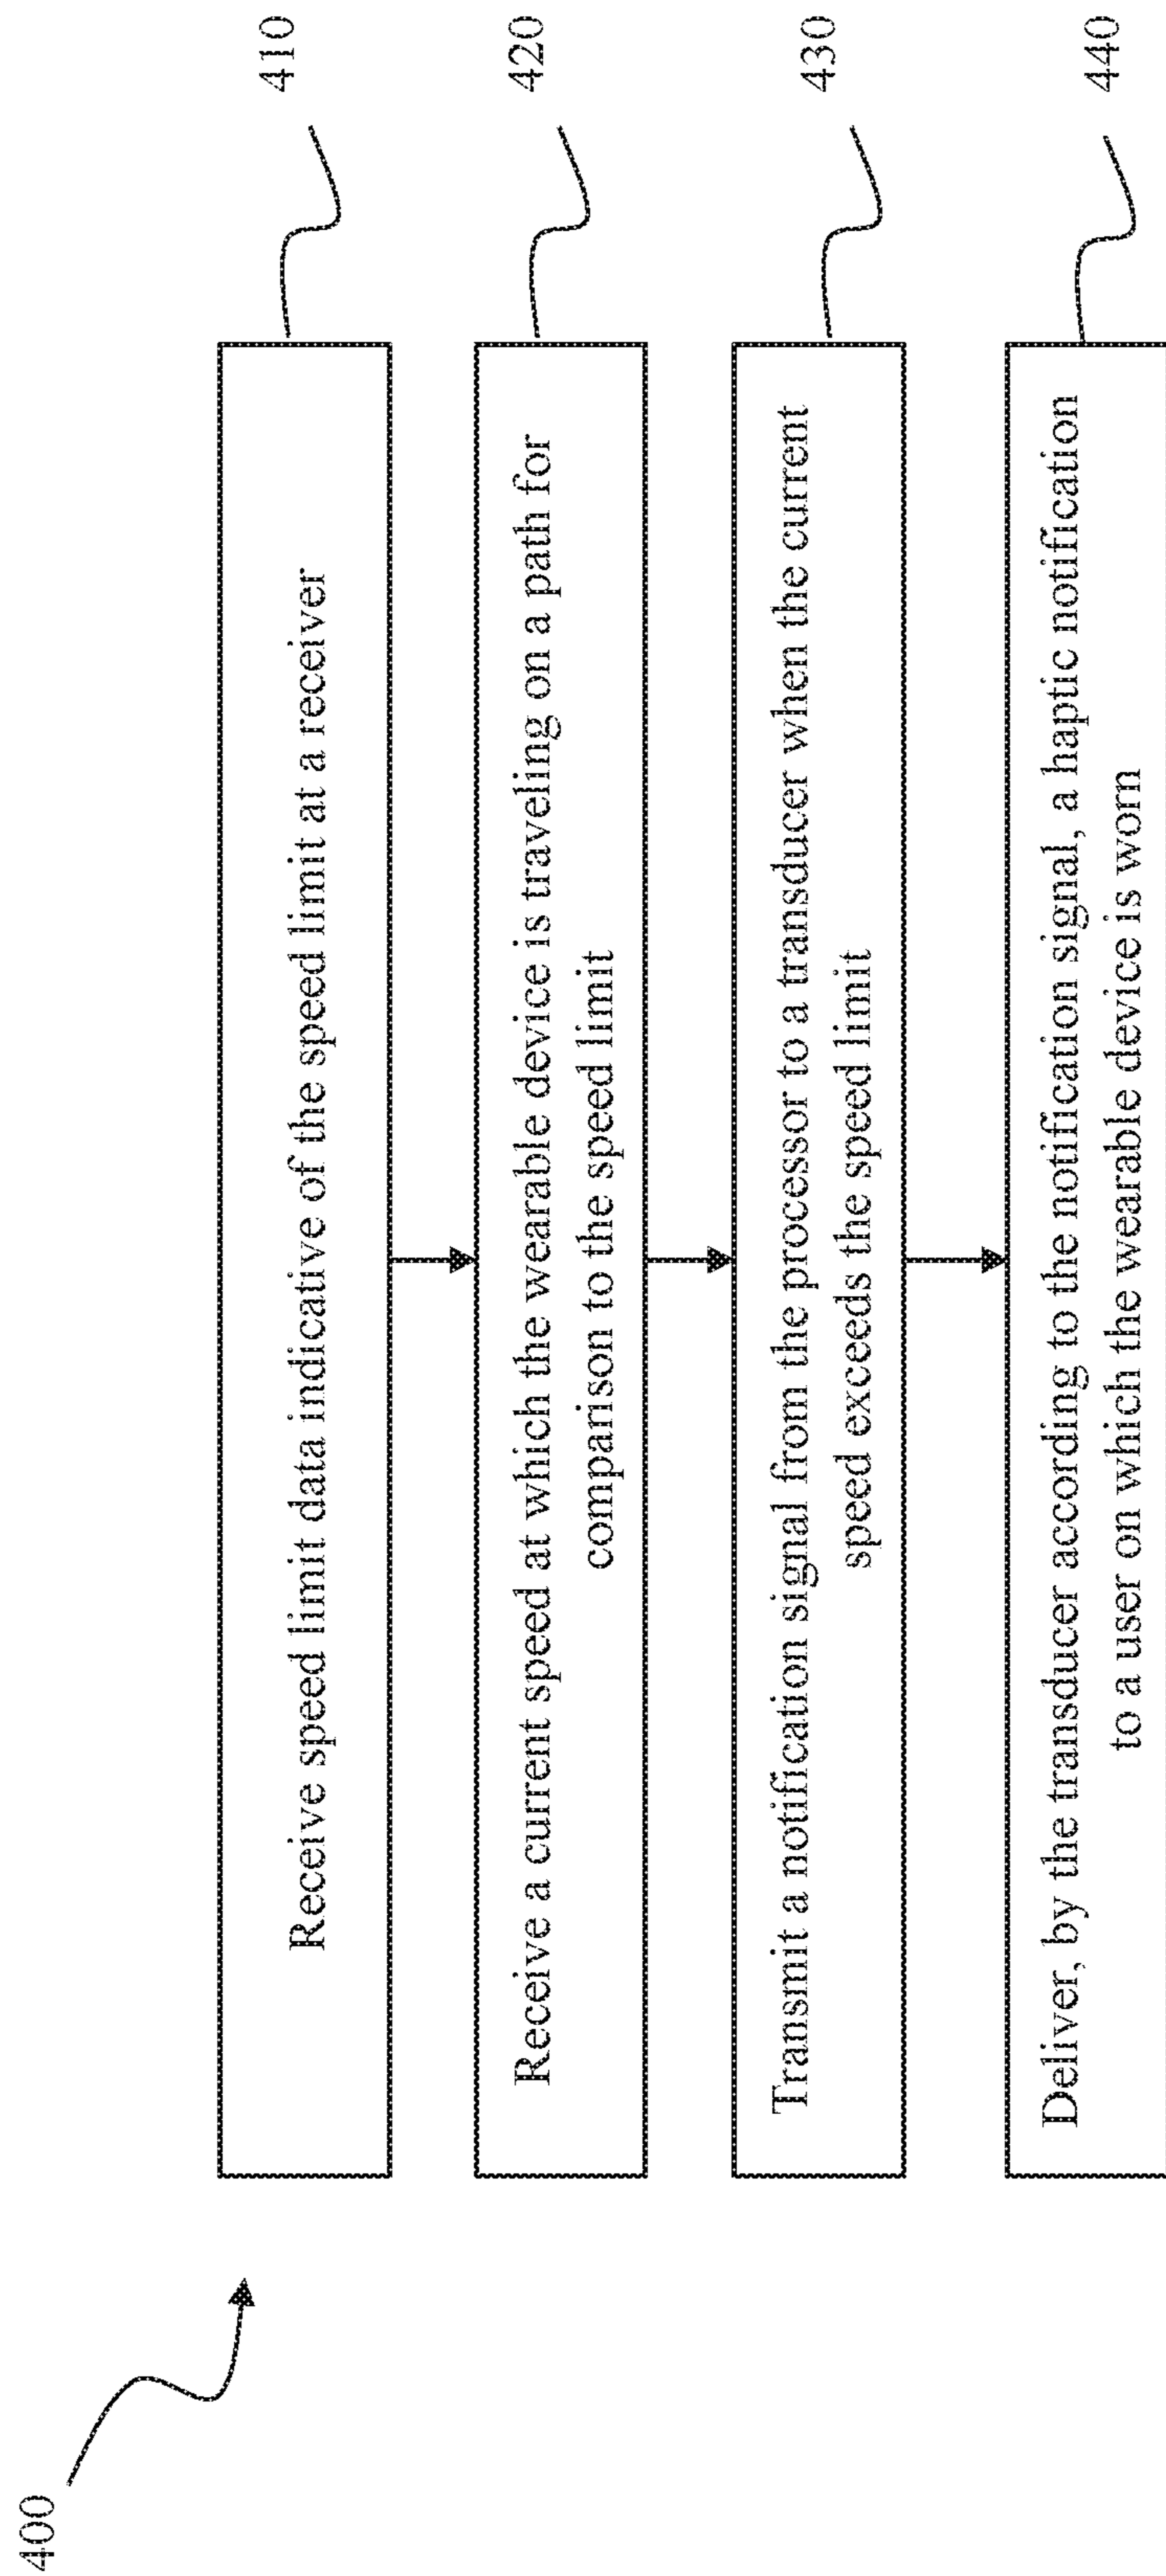 400
Receive speed limit data indicative of the speed limit at a receiver
410
Receive a current speed at which the wearable device is traveling on a path for
comparison to the speed limit
420
Transmit a notification signal from the processor to a transducer when the current
speed exceeds the speed limit
430
Deliver, by the transducer according to the notification signal, a haptic notification
to a user on which the wearable device is worn
440